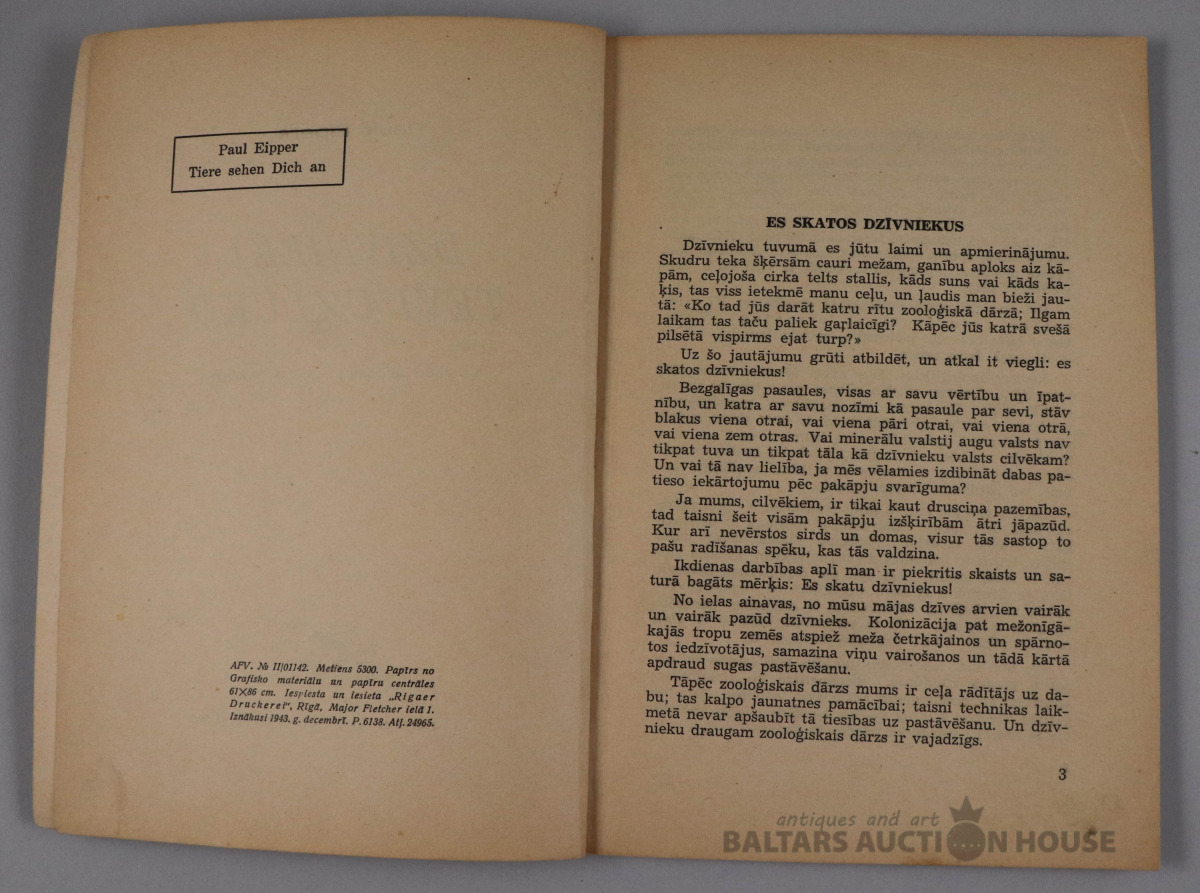 Paul Eipper
Tiere sehen Dich an
AFV. № II/01142. Metiens 5300. Papīrs no
Grafisko materiālu un papīru centrāles
61×86 cm. Iespiesta un iesieta „Rigaer
Druckerei", Rīgā, Major Fletcher ielā 1.
Iznākusi 1943. g. decembrī. P. 6138. Atļ. 24965.
ES SKATOS DZĪVNIEKUS
Dzīvnieku tuvumā es jūtu laimi un apmierinājumu.
Skudru teka šķērsām cauri mežam, ganību aploks aiz kā-
pām, ceļojoša cirka telts stallis, kāds suns vai kāds ka-
ķis, tas viss ietekmē manu ceļu, un ļaudis man bieži jau-
tā: «Ko tad jūs darāt katru rītu zooloģiskā dārzā; Ilgam
laikam tas taču paliek gaŗlaicīgi? Kāpēc jūs katrā svešā
pilsētā vispirms ejat turp?»
Uz šo jautājumu grūti atbildēt, un atkal it viegli: es
skatos dzīvniekus!
Bezgalīgas pasaules, visas ar savu vērtību un īpat-
nību, un katra ar savu nozīmi kā pasaule par sevi, stāv
blakus viena otrai, vai viena pāri otrai, vai viena otrā,
vai viena zem otras. Vai minerālu valstij augu valsts nav
tikpat tuva un tikpat tāla kā dzīvnieku valsts cilvēkam?
Un vai tā nav lielība, ja mēs vēlamies izdibināt dabas pa-
tieso iekārtojumu pēc pakāpju svarīguma?
Ja mums, cilvēkiem, ir tikai kaut drusciņa pazemības,
tad taisni šeit visām pakāpju izšķirībām ātri jāpazūd.
Kur arī nevērstos sirds un domas, visur tās sastop to
pašu radīšanas spēku, kas tās valdzina.
Ikdienas darbības aplī man ir piekritis skaists un sa-
turā bagāts mērķis: Es skatu dzīvniekus!
No ielas ainavas, no mūsu mājas dzīves arvien vairāk
un vairāk pazūd dzīvnieks. Kolonizācija pat mežonīgā-
kajās tropu zemēs atspiež meža četrkājainos un spārno-
tos iedzīvotājus, samazina viņu vairošanos un tādā kārtā
apdraud sugas pastāvēšanu.
Tāpēc zooloģiskais dārzs mums ir ceļa rādītājs uz da-
bu; tas kalpo jaunatnes pamācībai; taisni technikas laik-
metā nevar apšaubīt tā tiesības uz pastāvēšanu. Un dzīv-
nieku draugam zooloģiskais dārzs ir vajadzīgs.
3
antiques and art
BALTARS AUCTION HOUSE